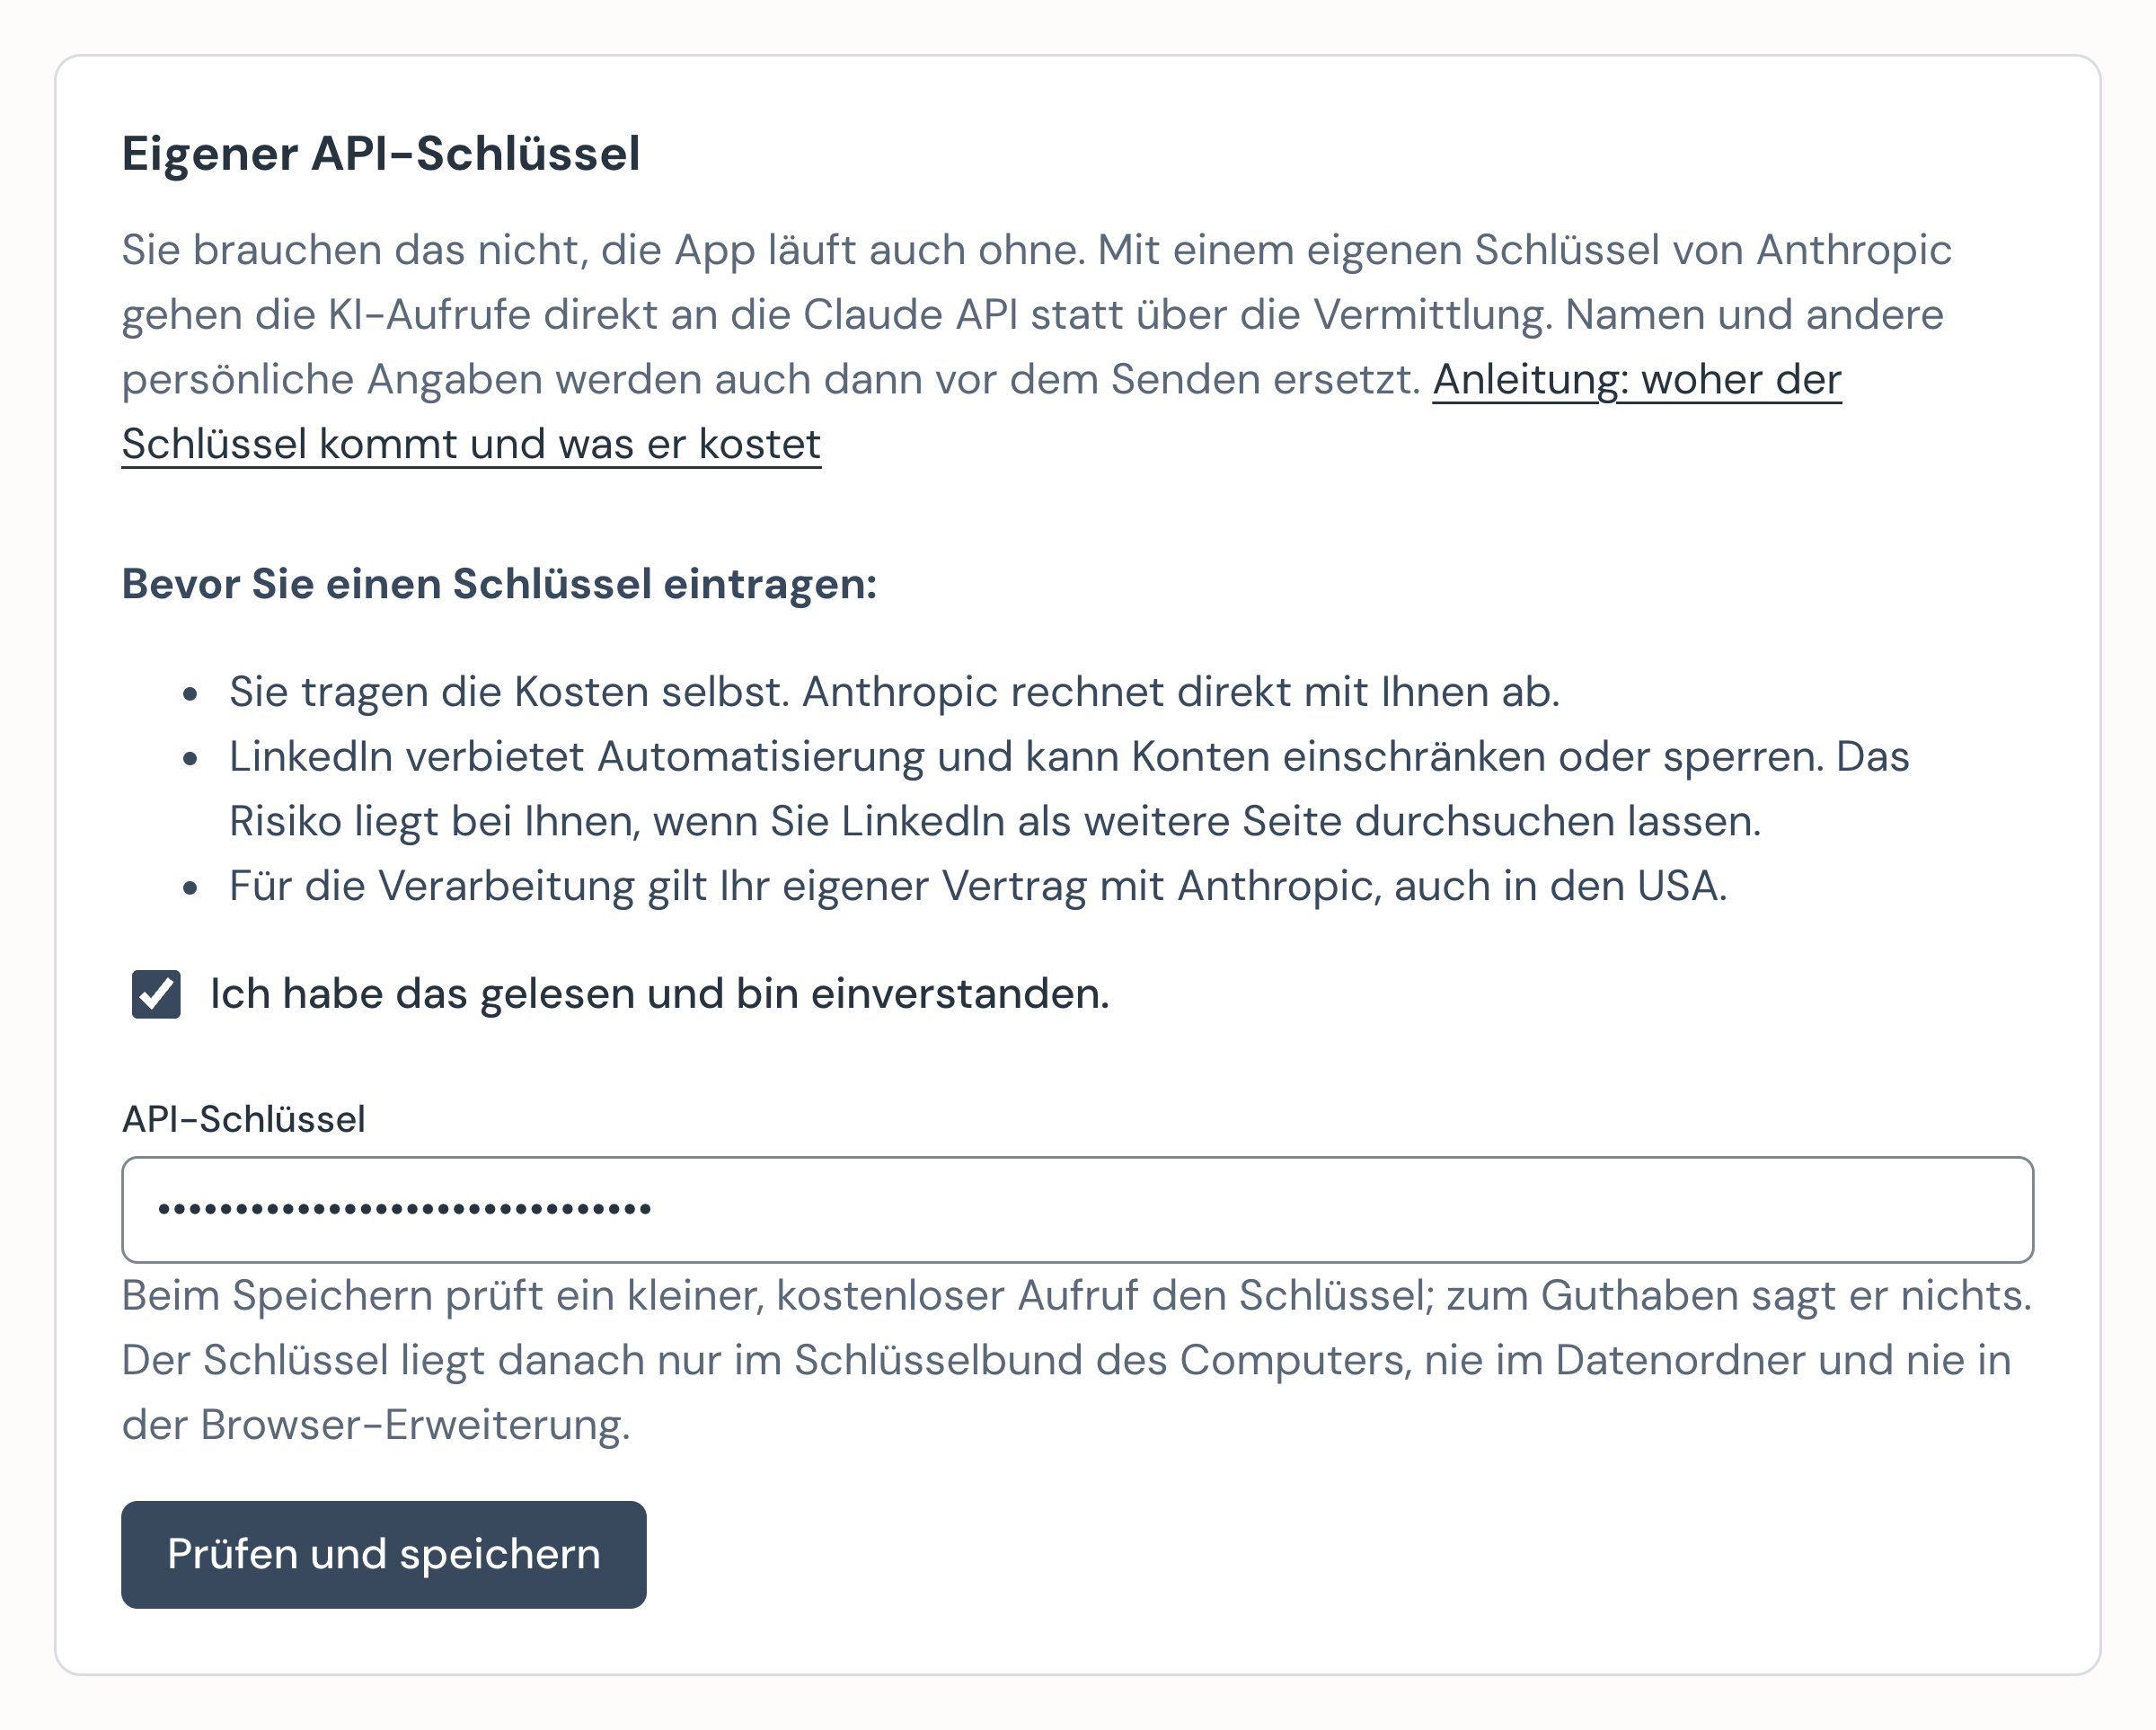 Eigener API-Schlüssel
Sie brauchen das nicht, die App läuft auch ohne. Mit einem eigenen Schlüssel von Anthropic
gehen die KI-Aufrufe direkt an die Claude API statt über die Vermittlung. Namen und andere
persönliche Angaben werden auch dann vor dem Senden ersetzt. Anleitung: woher der
Schlüssel kommt und was er kostet
Bevor Sie einen Schlüssel eintragen:
• Sie tragen die Kosten selbst. Anthropic rechnet direkt mit Ihnen ab.
• LinkedIn verbietet Automatisierung und kann Konten einschränken oder sperren. Das
Risiko liegt bei Ihnen, wenn Sie LinkedIn als weitere Seite durchsuchen lassen.
• Für die Verarbeitung gilt Ihr eigener Vertrag mit Anthropic, auch in den USA.
Ich habe das gelesen und bin einverstanden.
API-Schlüssel
••••••••••••••••••••••••••••••••
Beim Speichern prüft ein kleiner, kostenloser Aufruf den Schlüssel; zum Guthaben sagt er nichts.
Der Schlüssel liegt danach nur im Schlüsselbund des Computers, nie im Datenordner und nie in
der Browser-Erweiterung.
Prüfen und speichern